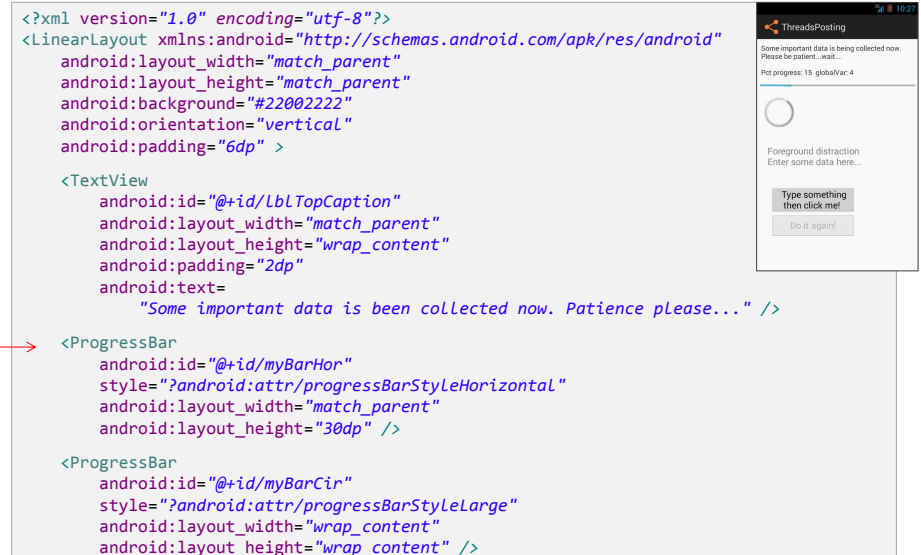 <?xml version="1.0" encoding="utf-8"?>
<LinearLayout xmlns:android="http://schemas.android.com/apk/res/android"
android:layout_width="match_parent"
android:layout_height="match_parent"
android:background="#22002222"
android:orientation="vertical"
android:padding="6dp" >
<TextView
android:id="@+id/lblTopCaption"
android:layout_width="match_parent"
android:layout_height="wrap_content"
android:padding="2dp"
android:text=
"Some important data is been collected now. Patience please..." />
<ProgressBar
android:id="@+id/myBarHor"
style="?android:attr/progressBarStyleHorizontal"
android:layout_width="match_parent"
android:layout_height="30dp" />
<ProgressBar
android:id="@+id/myBarCir"
style="?android:attr/progressBarStyleLarge"
android:layout_width="wrap_content"
android:layout_height="wrap_content" />
10:27
ThreadsPosting
Some important data is being collected now.
Please be patient...wait...
Pct progress: 15 globalVar: 4
Foreground distraction
Enter some data here...
Type something
then click me!
Do it again!